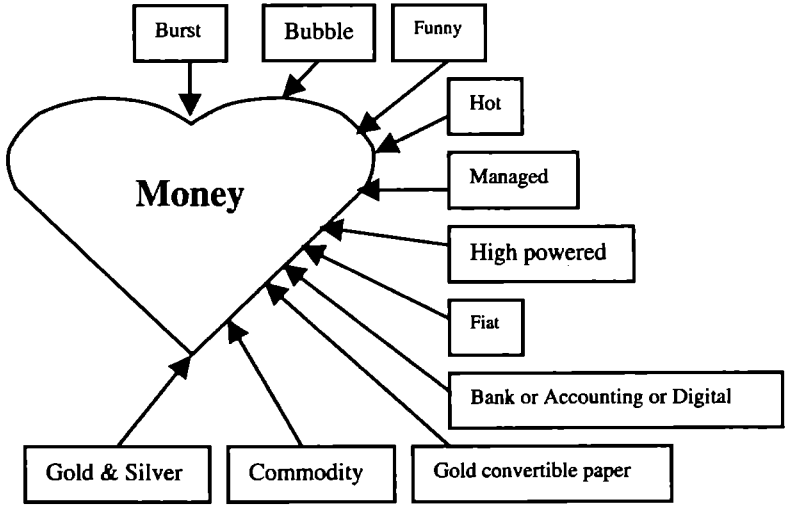 Burst
Bubble
Funny
Hot
Money
Managed
High powered
Fiat
Bank or Accounting or Digital
Gold & Silver
Commodity
Gold convertible paper